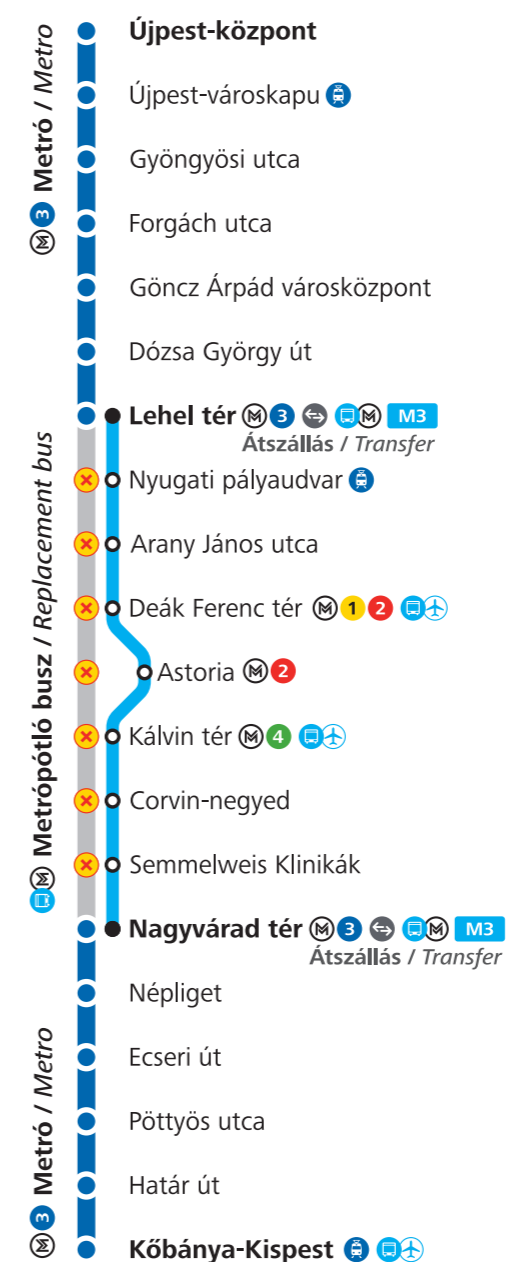 3 Metró / Metro
Újpest-központ
Újpest-városkapu
Gyöngyösi utca
Forgách utca
Göncz Árpád városközpont
Dózsa György út
Lehel tér M 3 M M3
Átszállás / Transfer
M Metrópótló busz / Replacement bus
Nyugati pályaudvar
Arany János utca
Deák Ferenc tér M 1 2
Astoria M 2
Kálvin tér M 4
Corvin-negyed
Semmelweis Klinikák
Nagyvárad tér M 3 M M3
Átszállás / Transfer
M 3 Metró / Metro
Népliget
Ecseri út
Pöttyös utca
Határ út
Kőbánya-Kispest